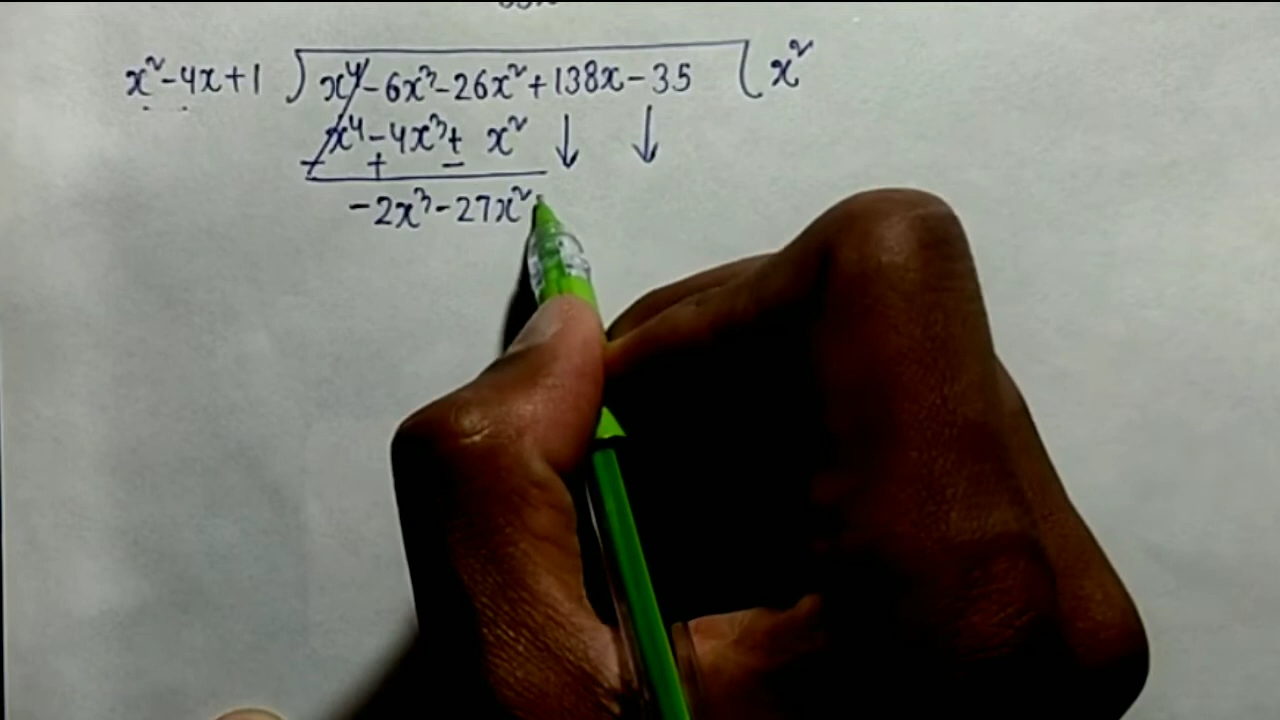 x²-4x+1 ) x⁴-6x³-26x²+138x-35 ( x²
x⁴-4x³+ x² ↓ ↓
- + -
-2x³-27x²